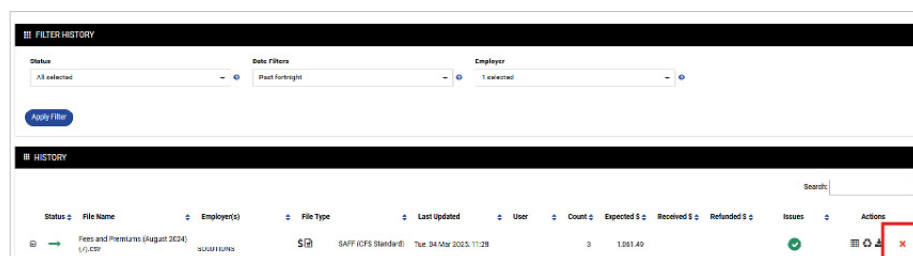 FILTER HISTORY
Status Date Filters Employer
All selected Past fortnight 1 selected
Apply Filter
HISTORY
Search:
Status File Name Employer(s) File Type Last Updated User Count Expected $ Received $ Refunded $ Issues Actions
Fees and Premiums (August 2024)
SOLUTIONS SAFF (CFS Standard) Tue, 04 Mar 2025, 11:28 3 1,061.49